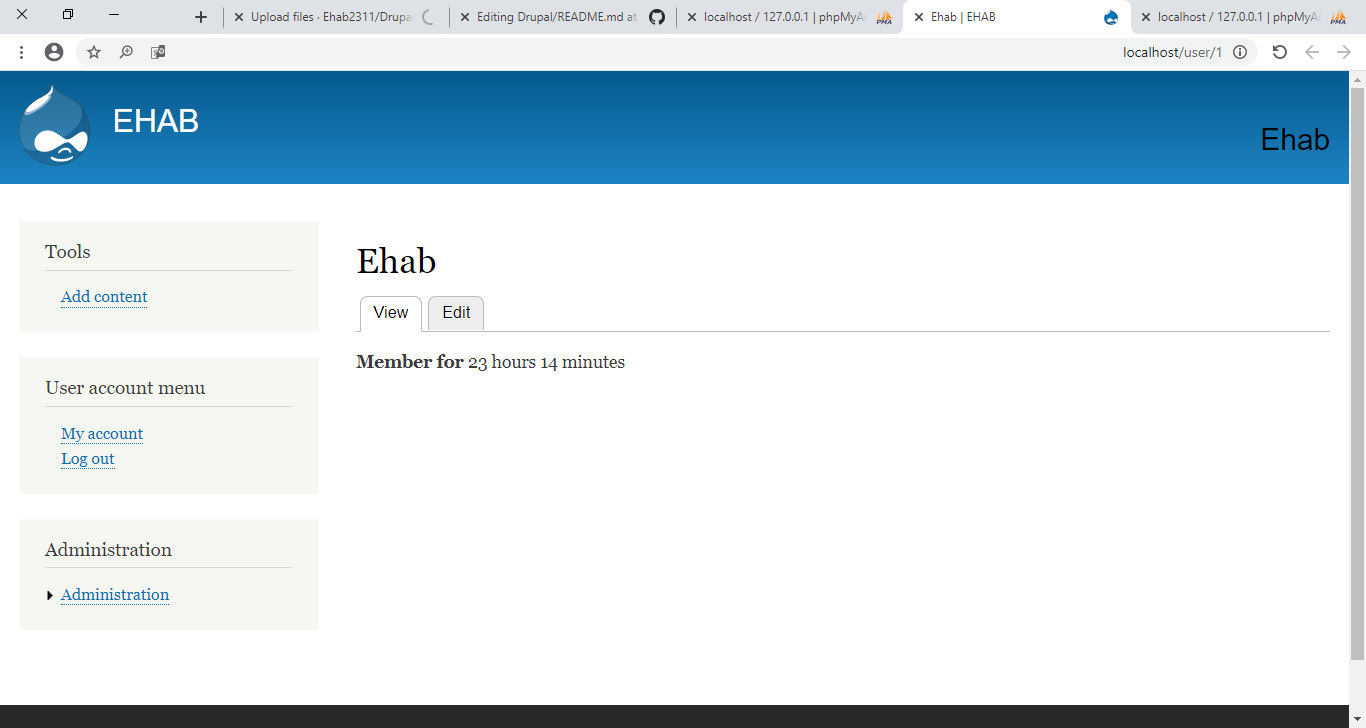 Upload files · Ehab2311/Drupa
Editing Drupal/README.md at
localhost / 127.0.0.1 | phpMyA
Ehab | EHAB
localhost / 127.0.0.1 | phpMyA
localhost/user/1
EHAB
Ehab
Tools
Add content
User account menu
My account
Log out
Administration
Administration
Ehab
View Edit
Member for 23 hours 14 minutes